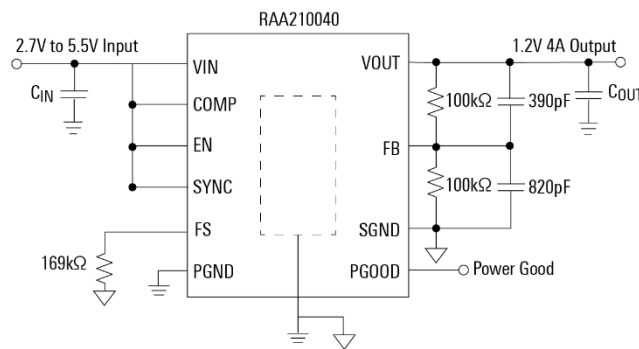 RAA210040
2.7V to 5.5V Input
VIN
VOUT
1.2V 4A Output
CIN
COMP
100kΩ
390pF
COUT
EN
FB
SYNC
100kΩ
820pF
FS
SGND
169kΩ
PGND
PGOOD
Power Good